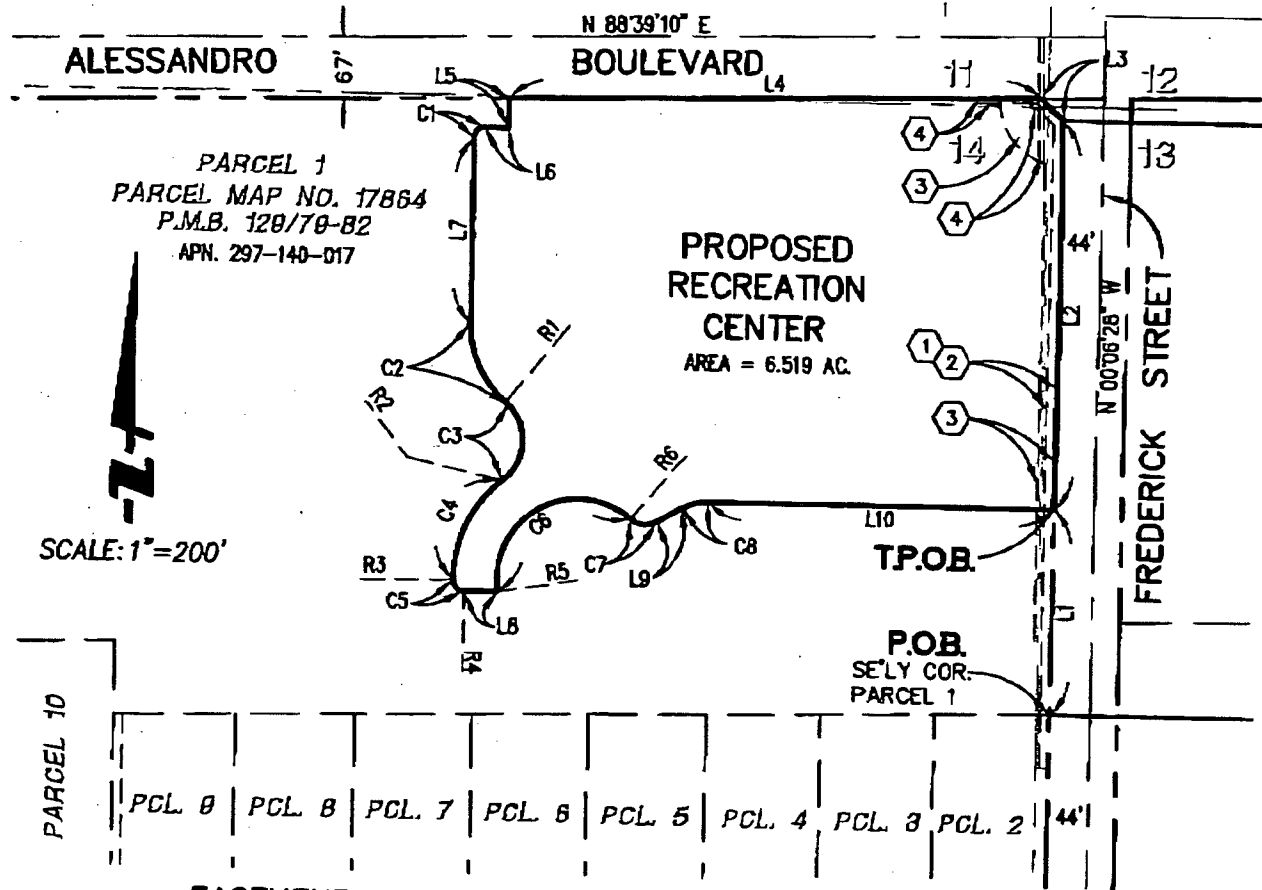 N 88°39'10" E
ALESSANDRO
BOULEVARD
67'
L5
L4
11
L3
12
C1
4
14
13
L6
3
4
PARCEL 1
PARCEL MAP NO. 17864
P.M.B. 129/79-82
APN. 297-140-017
L7
PROPOSED
RECREATION
CENTER
AREA = 6.519 AC.
44'
L2
N 00°06'28" W
FREDERICK STREET
R1
1
2
C2
R2
3
C3
R6
C4
C6
L10
SCALE: 1"=200'
C8
T.P.O.B.
R3
C7
L9
R5
C5
L8
L1
R4
P.O.B.
SE'LY COR.
PARCEL 1
PARCEL 10
PCL. 9
PCL. 8
PCL. 7
PCL. 6
PCL. 5
PCL. 4
PCL. 3
PCL. 2
44'